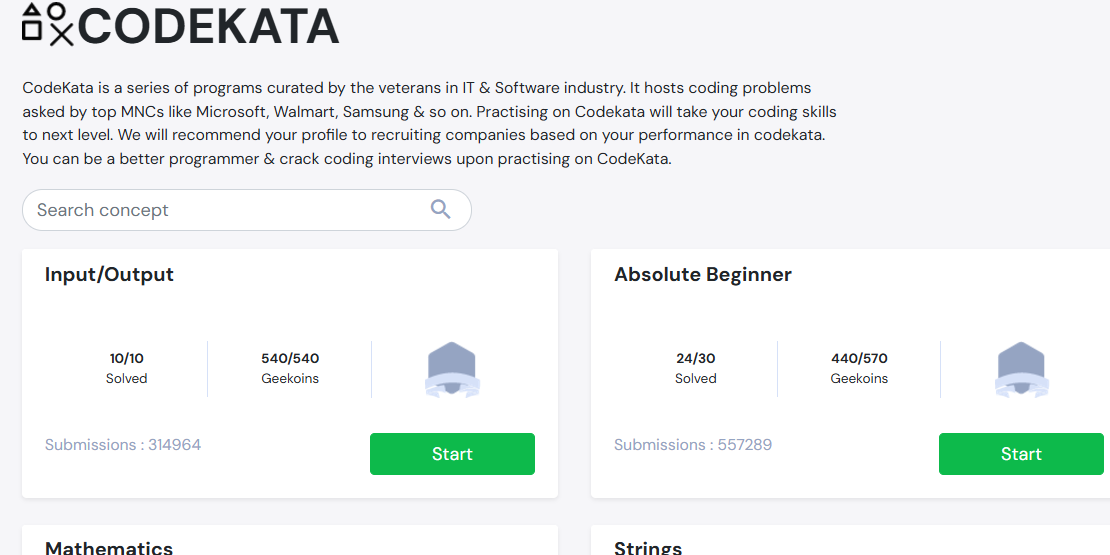 CODEKATA
CodeKata is a series of programs curated by the veterans in IT & Software industry. It hosts coding problems
asked by top MNCs like Microsoft, Walmart, Samsung & so on. Practising on Codekata will take your coding skills
to next level. We will recommend your profile to recruiting companies based on your performance in codekata.
You can be a better programmer & crack coding interviews upon practising on CodeKata.
Search concept
Input/Output
10/10
Solved
540/540
Geekoins
Submissions : 314964
Start
Absolute Beginner
24/30
Solved
440/570
Geekoins
Submissions : 557289
Start
Mathematics
Strings